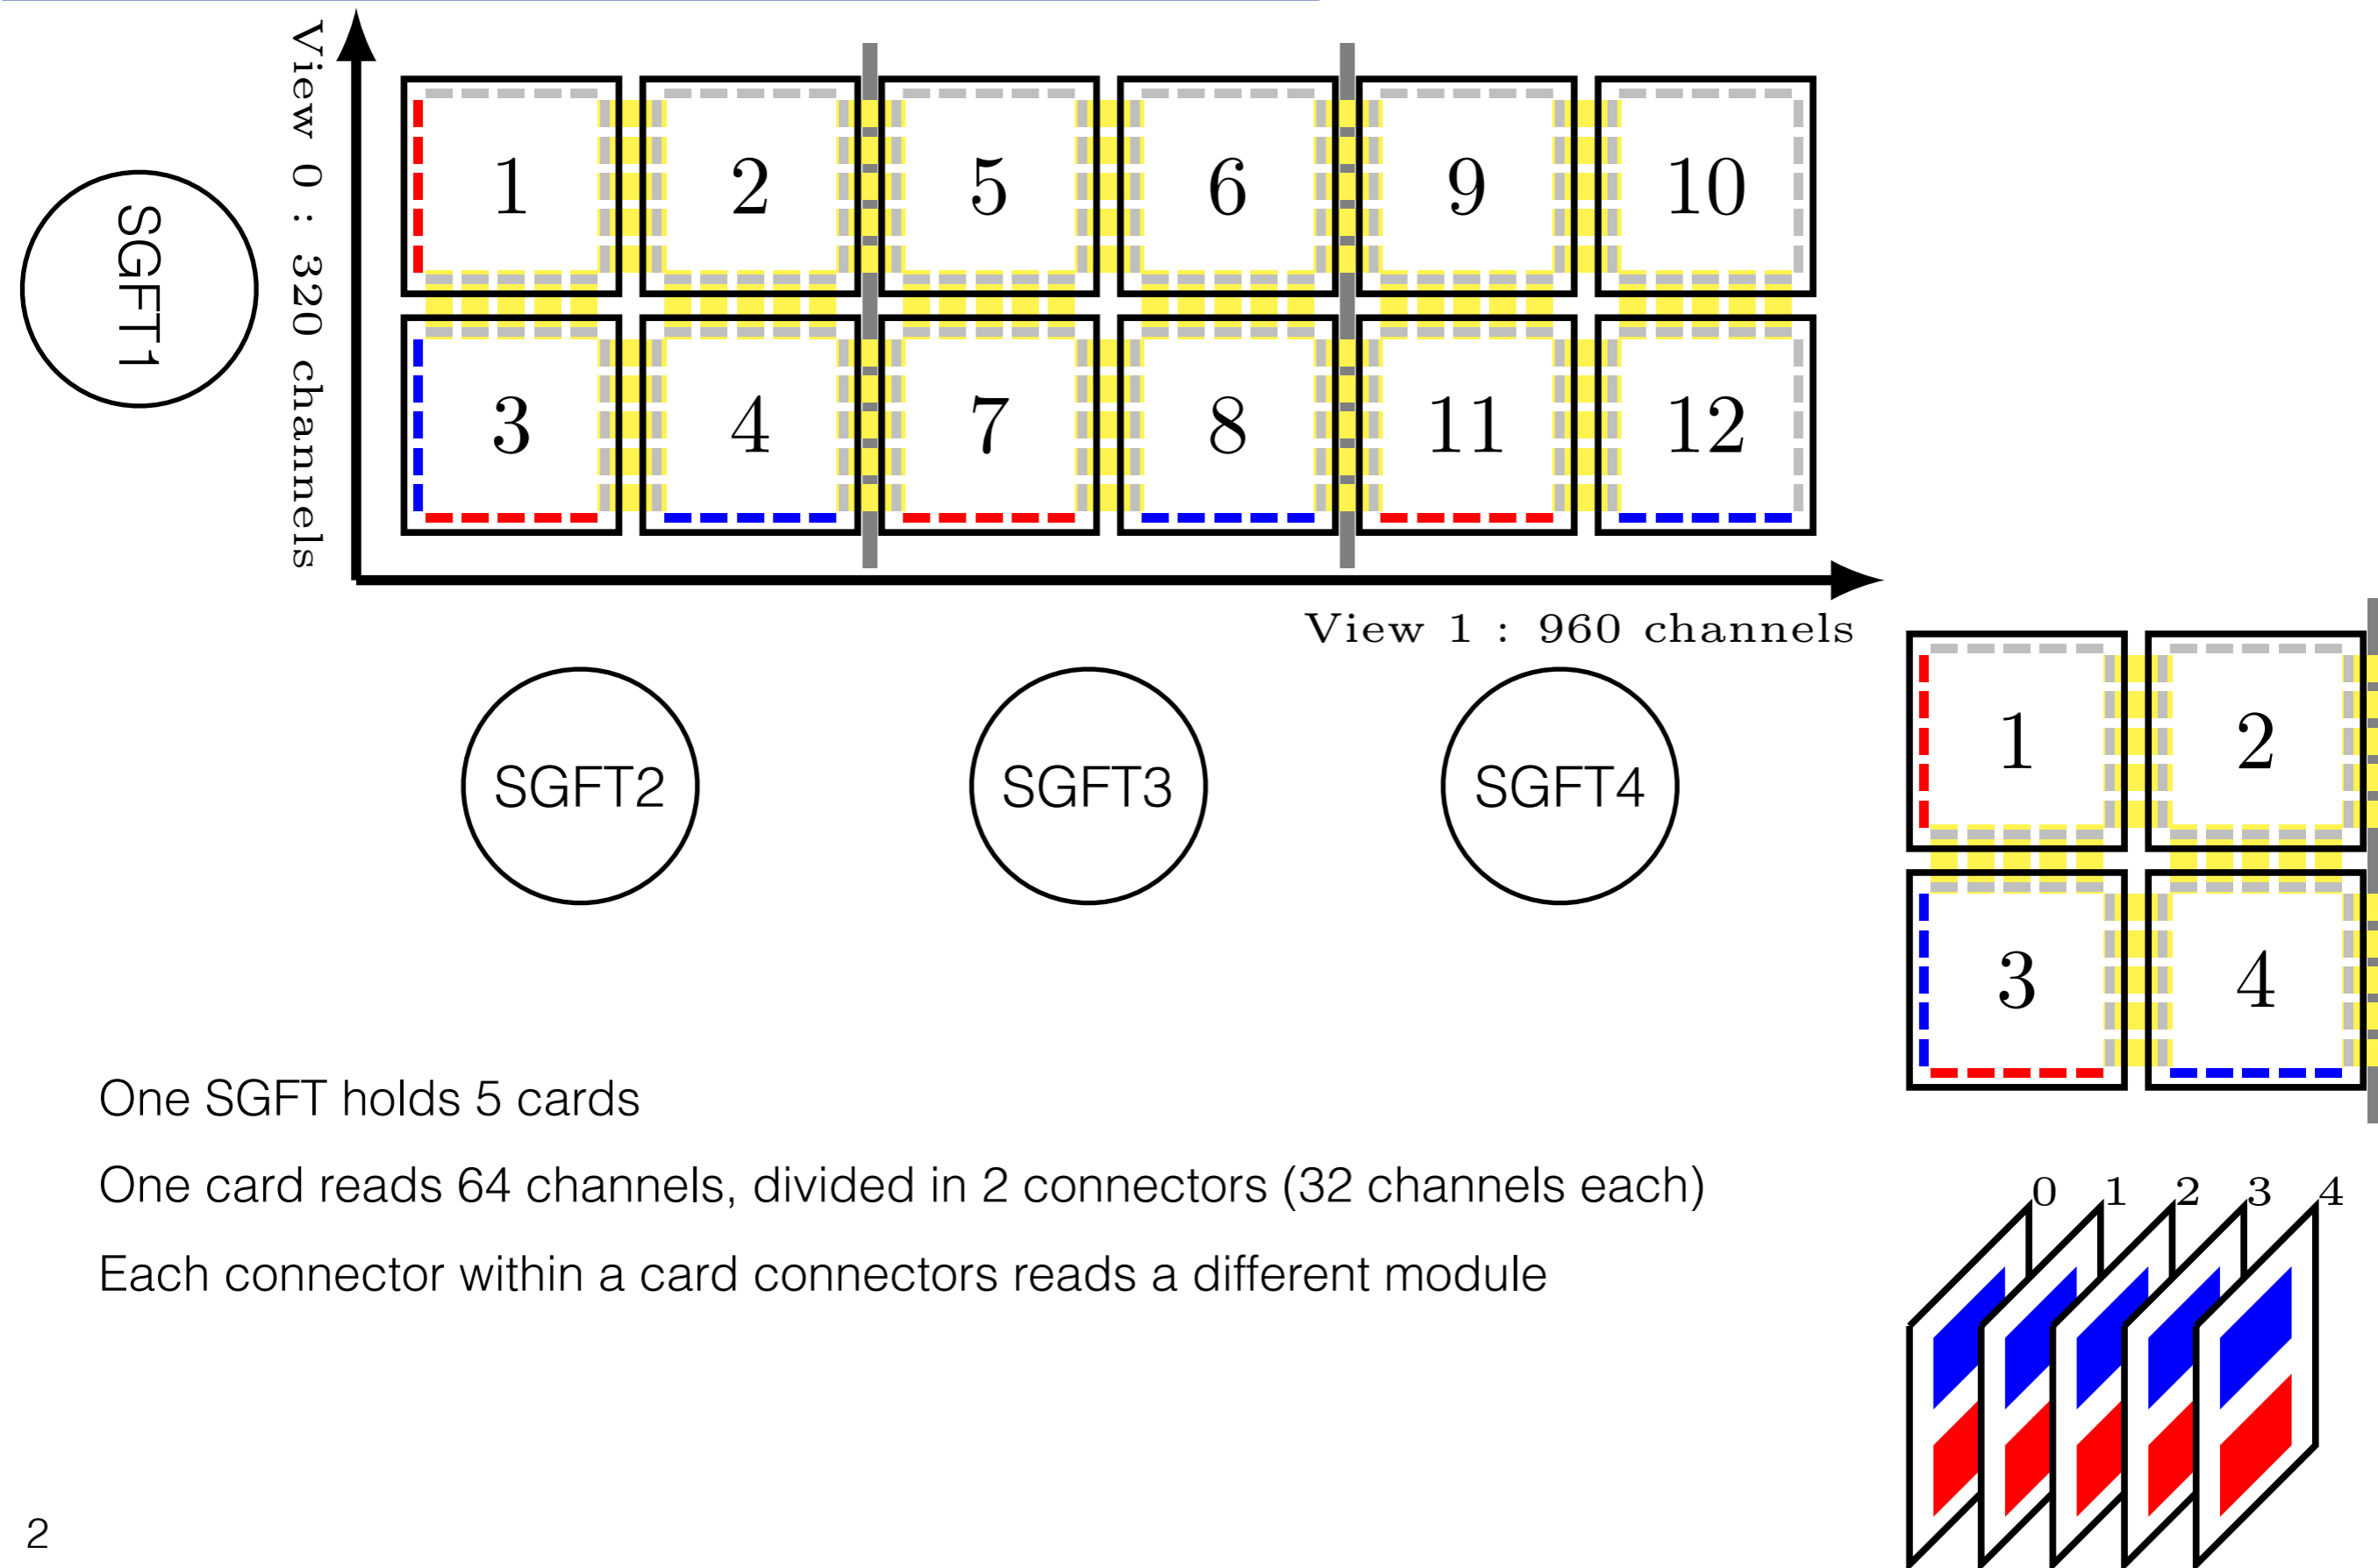 View 0 : 320 channels
SGFT1
1 2 5 6 9 10
3 4 7 8 11 12
View 1 : 960 channels
SGFT2 SGFT3 SGFT4
1 2
3 4
One SGFT holds 5 cards
One card reads 64 channels, divided in 2 connectors (32 channels each)
Each connector within a card connectors reads a different module
0 1 2 3 4
2